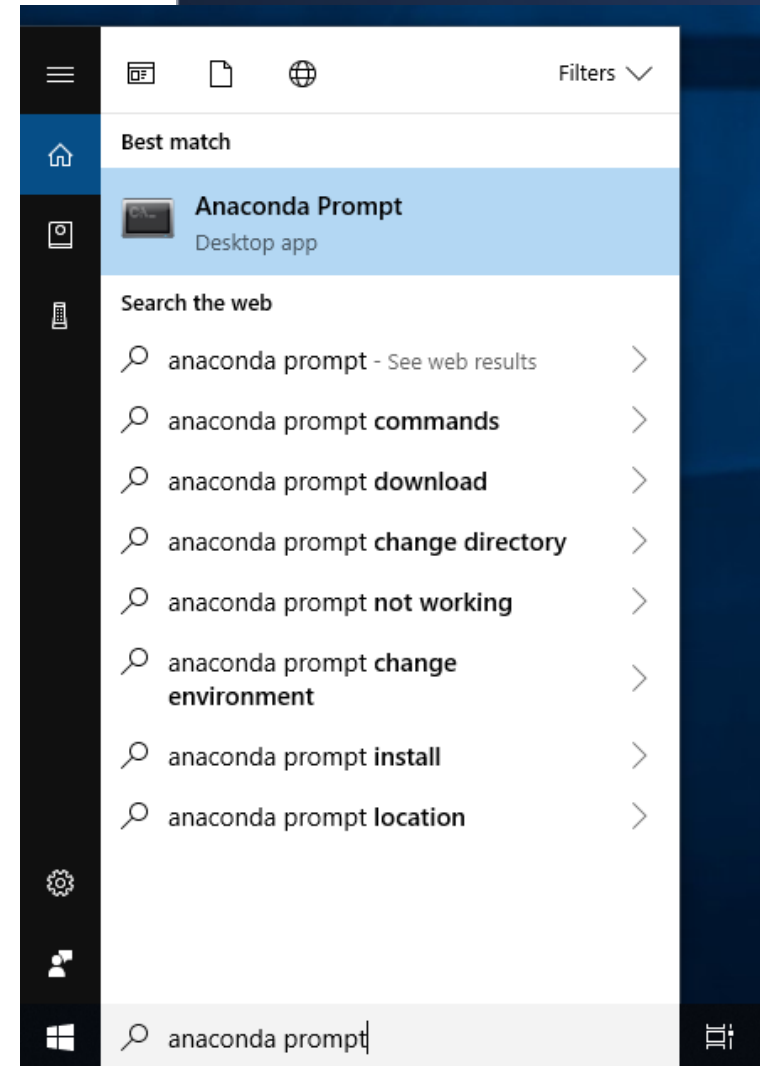 Filters
Best match
Anaconda Prompt
Desktop app
Search the web
anaconda prompt - See web results
anaconda prompt commands
anaconda prompt download
anaconda prompt change directory
anaconda prompt not working
anaconda prompt change
environment
anaconda prompt install
anaconda prompt location
anaconda prompt